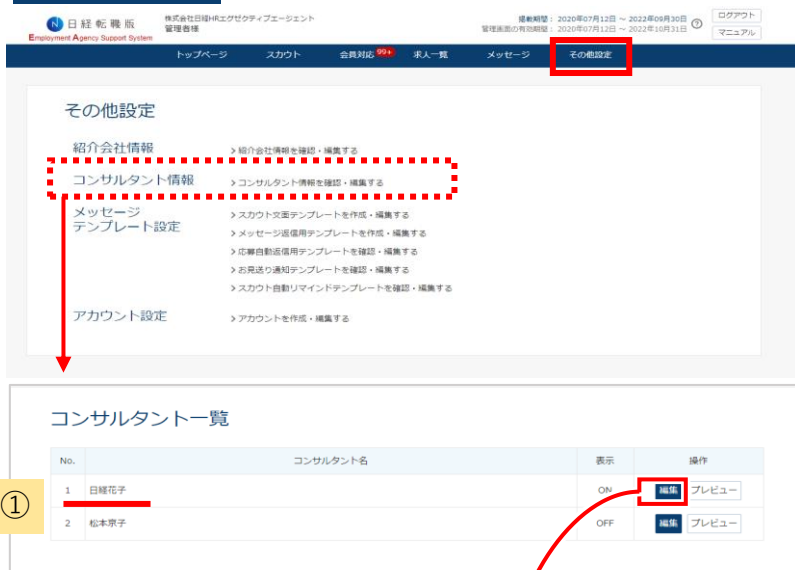 日経転職版
Employment Agency Support System
株式会社日経HRエグゼクティブエージェント
管理者様
掲載期間： 2020年07月12日 ～ 2022年09月30日
管理画面の有効期間： 2020年07月12日 ～ 2022年10月31日
?
ログアウト
マニュアル
トップページ スカウト 会員対応 99+ 求人一覧 メッセージ その他設定
その他設定
紹介会社情報 > 紹介会社情報を確認・編集する
コンサルタント情報 > コンサルタント情報を確認・編集する
メッセージ
テンプレート設定
> スカウト文面テンプレートを作成・編集する
> メッセージ返信用テンプレートを作成・編集する
> 応募自動返信用テンプレートを確認・編集する
> お見送り通知テンプレートを確認・編集する
> スカウト自動リマインドテンプレートを確認・編集する
アカウント設定 > アカウントを作成・編集する
コンサルタント一覧
No. コンサルタント名 表示 操作
① 1 日経花子 ON 編集 プレビュー
2 松本京子 OFF 編集 プレビュー